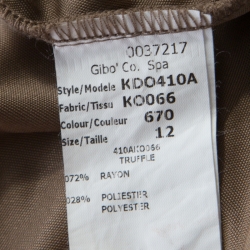 0037217
Gibo' Co. Spa
Style/Modele KDO410A
Fabric/Tissu KO066
Colour/Couleur 670
Size/Taille 12
410AKO066
TRUFFLE
072% RAYON
028% POLIESTER
POLYESTER